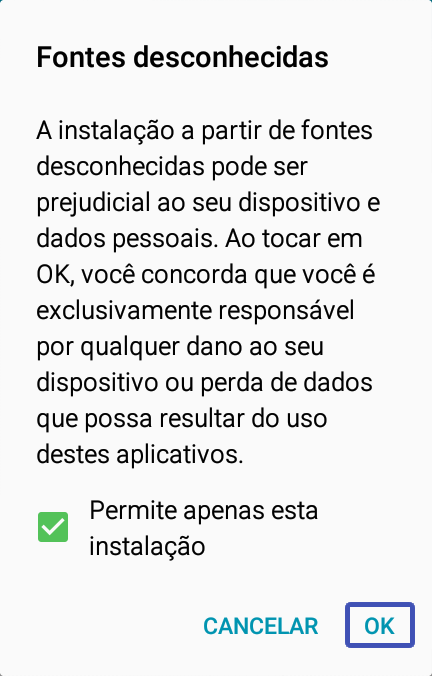 Fontes desconhecidas
A instalação a partir de fontes
desconhecidas pode ser
prejudicial ao seu dispositivo e
dados pessoais. Ao tocar em
OK, você concorda que você é
exclusivamente responsável
por qualquer dano ao seu
dispositivo ou perda de dados
que possa resultar do uso
destes aplicativos.
Permite apenas esta
instalação
CANCELAR OK